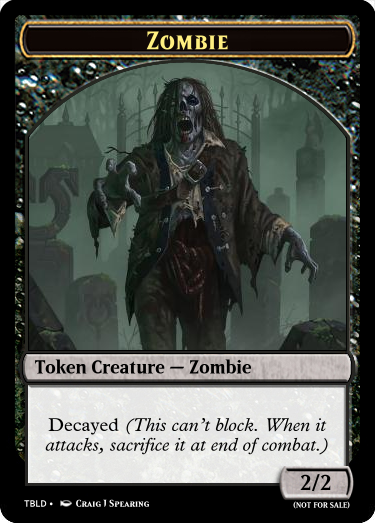 Zombie
Token Creature — Zombie
Decayed (This can't block. When it
attacks, sacrifice it at end of combat.)
2/2
TBLD • Craig J Spearing
(NOT FOR SALE)